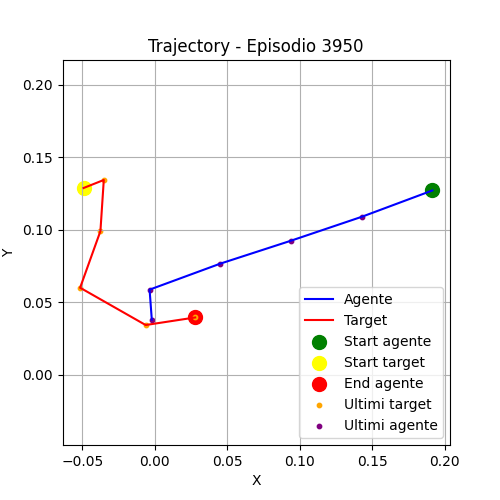 Trajectory - Episodio 3950
Y
0.20
0.15
0.10
0.05
0.00
Agente
Target
Start agente
Start target
End agente
Ultimi target
Ultimi agente
−0.05 0.00 0.05 0.10 0.15 0.20
X